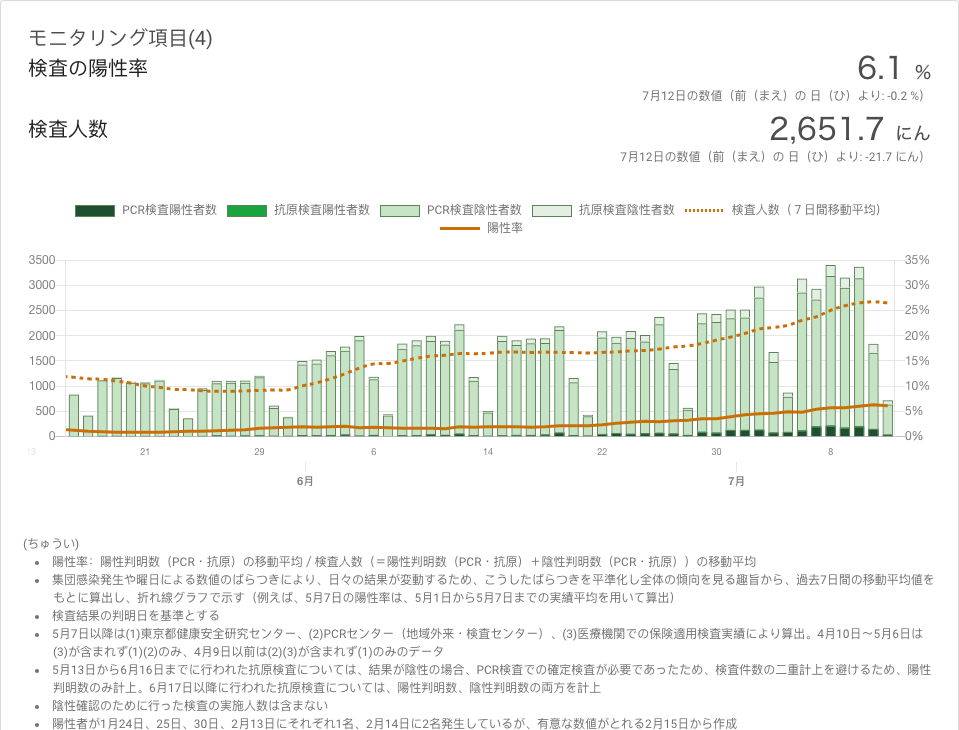 モニタリング項目(4)
検査の陽性率
6.1 %
7月12日の数値（前（まえ）の 日（ひ）より: -0.2 %）
検査人数
2,651.7 にん
7月12日の数値（前（まえ）の 日（ひ）より: -21.7 にん）
PCR検査陽性者数 抗原検査陽性者数 PCR検査陰性者数 抗原検査陰性者数 検査人数（７日間移動平均）
陽性率
3500 35%
3000 30%
2500 25%
2000 20%
1500 15%
1000 10%
500 5%
0 0%
13 21 29 6 14 22 30 8
6月 7月
(ちゅうい)
• 陽性率：陽性判明数（PCR・抗原）の移動平均 / 検査人数（＝陽性判明数（PCR・抗原）＋陰性判明数（PCR・抗原））の移動平均
• 集団感染発生や曜日による数値のばらつきにより、日々の結果が変動するため、こうしたばらつきを平準化し全体の傾向を見る趣旨から、過去7日間の移動平均値を
もとに算出し、折れ線グラフで示す（例えば、5月7日の陽性率は、5月1日から5月7日までの実績平均を用いて算出）
• 検査結果の判明日を基準とする
• 5月7日以降は(1)東京都健康安全研究センター、(2)PCRセンター（地域外来・検査センター）、(3)医療機関での保険適用検査実績により算出。4月10日～5月6日は
(3)が含まれず(1)(2)のみ、4月9日以前は(2)(3)が含まれず(1)のみのデータ
• 5月13日から6月16日までに行われた抗原検査については、結果が陰性の場合、PCR検査での確定検査が必要であったため、検査件数の二重計上を避けるため、陽性
判明数のみ計上。6月17日以降に行われた抗原検査については、陽性判明数、陰性判明数の両方を計上
• 陰性確認のために行った検査の実施人数は含まない
• 陽性者が1月24日、25日、30日、2月13日にそれぞれ1名、2月14日に2名発生しているが、有意な数値がとれる2月15日から作成